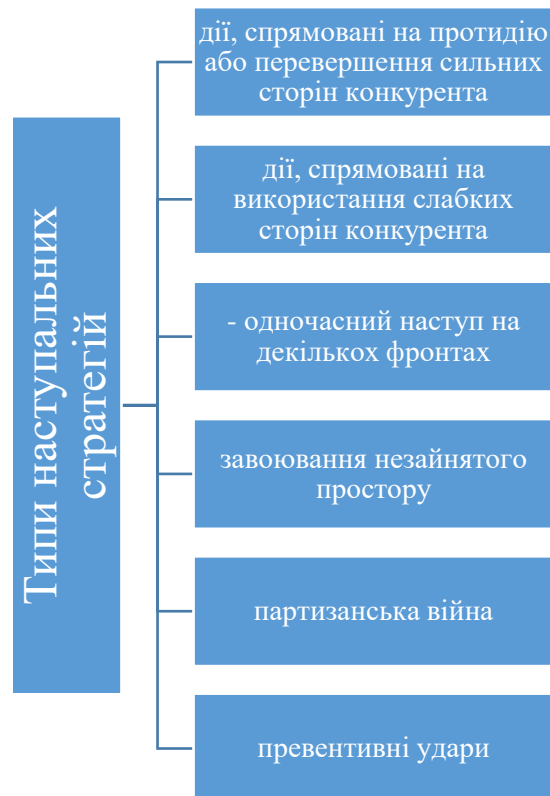 Типи наступальних
стратегій
дії, спрямовані на протидію
або перевершення сильних
сторін конкурента
дії, спрямовані на
використання слабких
сторін конкурента
- одночасний наступ на
декількох фронтах
завоювання незайнятого
простору
партизанська війна
превентивні удари